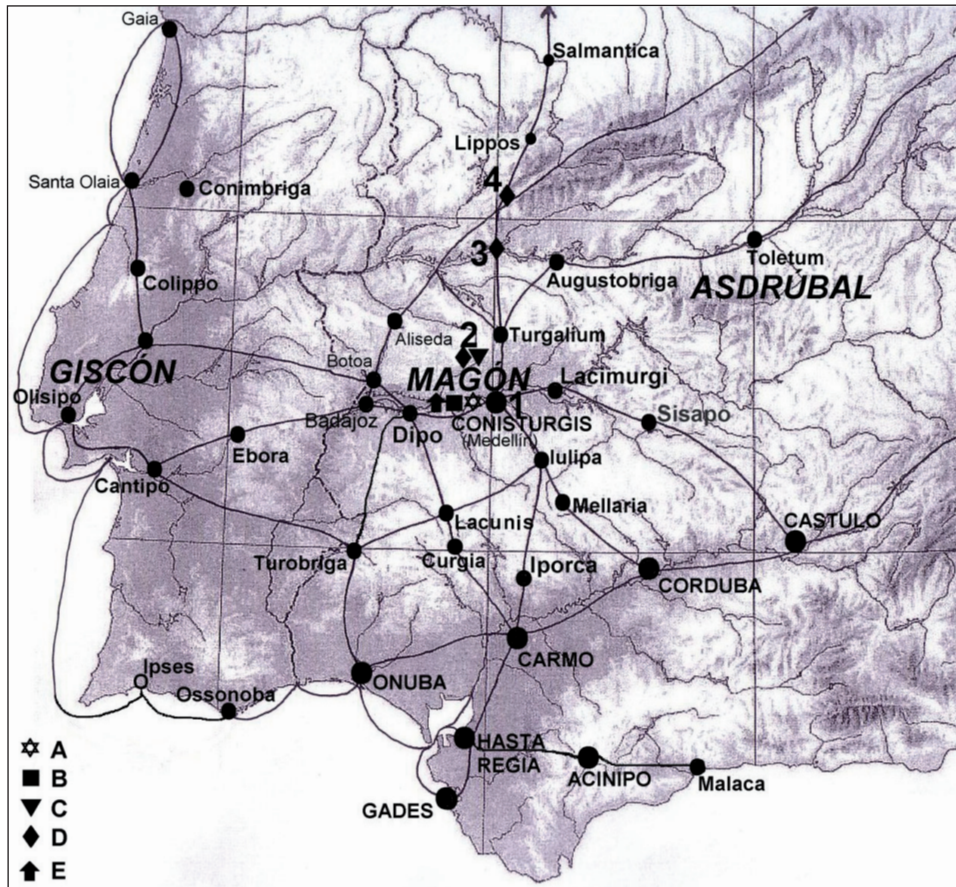 Gaia
Salmantica
Lippos
4
Santa Olaia
Conimbriga
3
Toletum
Augustobriga
Colippo
ASDRÚBAL
Turgalium
Aliseda
2
GISCÓN
Botoa
MAGÓN
Lacimurgi
Olisipo
1
Badajoz
Dipo
CONISTURGIS
(Medellín)
Sisapo
Ebora
Iulipa
Cantipo
Mellaria
Lacunis
CASTULO
Turobriga
Curgia
Iporca
CORDUBA
CARMO
Ipses
ONUBA
Ossonoba
HASTA
REGIA
ACINIPO
Malaca
GADES
A
B
C
D
E